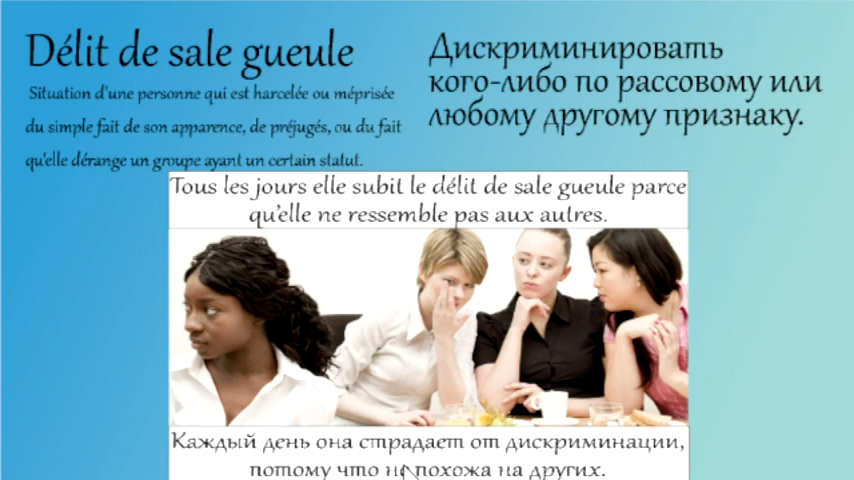 Délit de sale gueule
Situation d'une personne qui est harcelée ou méprisée
du simple fait de son apparence, de préjugés, ou du fait
qu'elle dérange un groupe ayant un certain statut.
Дискриминировать
кого-либо по рассовому или
любому другому признаку.
Tous les jours elle subit le délit de sale gueule parce
qu'elle ne ressemble pas aux autres.
Каждый день она страдает от дискриминации,
потому что похожа на других.